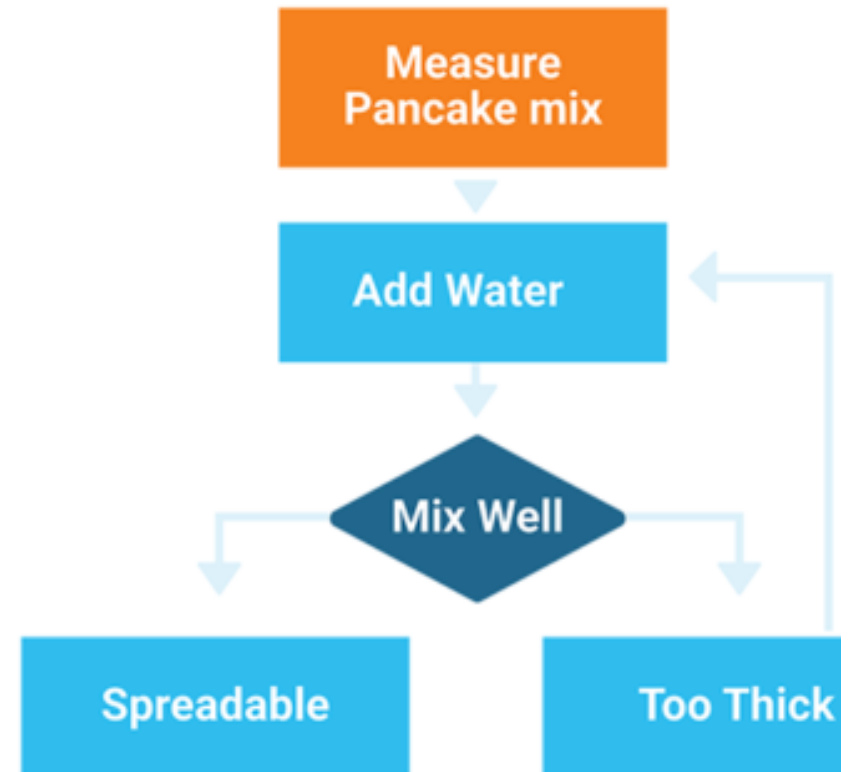 Measure
Pancake mix
Add Water
Mix Well
Spreadable
Too Thick